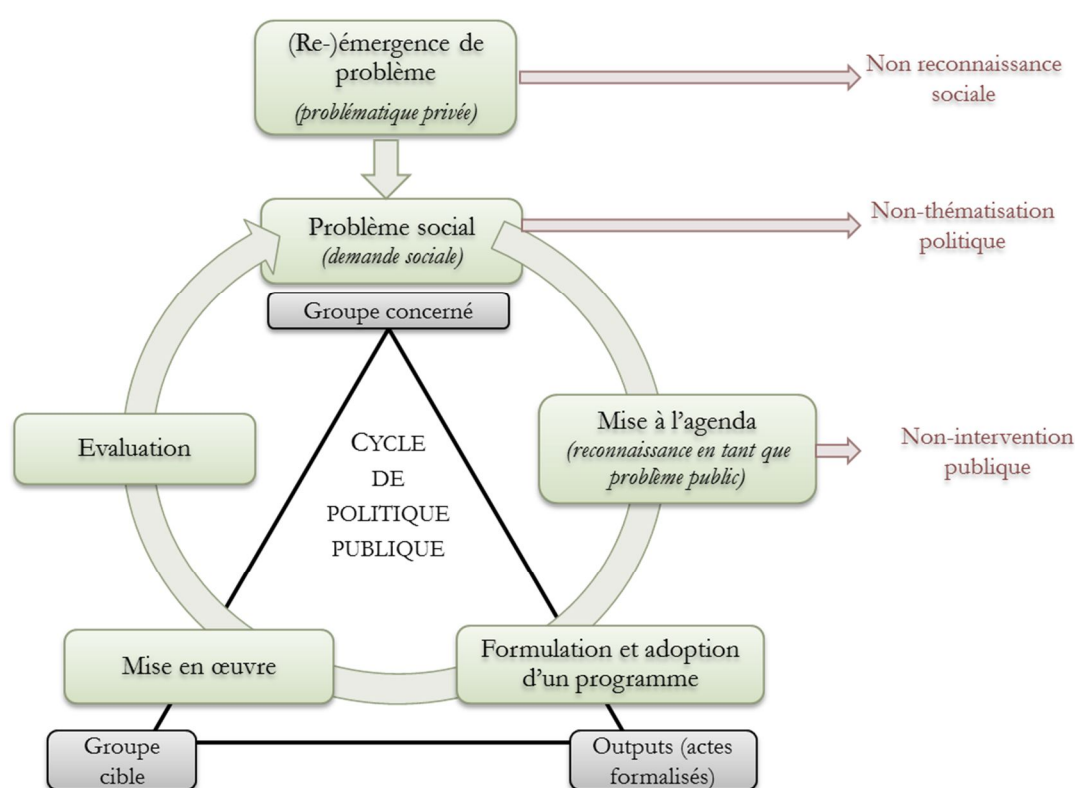 (Re-)émergence de
problème
(problématique privée)
Non reconnaissance
sociale
Problème social
(demande sociale)
Non-thématisation
politique
Groupe concerné
Mise à l'agenda
(reconnaissance en tant que
problème public)
Non-intervention
publique
Evaluation
CYCLE
DE
POLITIQUE
PUBLIQUE
Mise en œuvre
Formulation et adoption
d'un programme
Groupe
cible
Outputs (actes
formalisés)